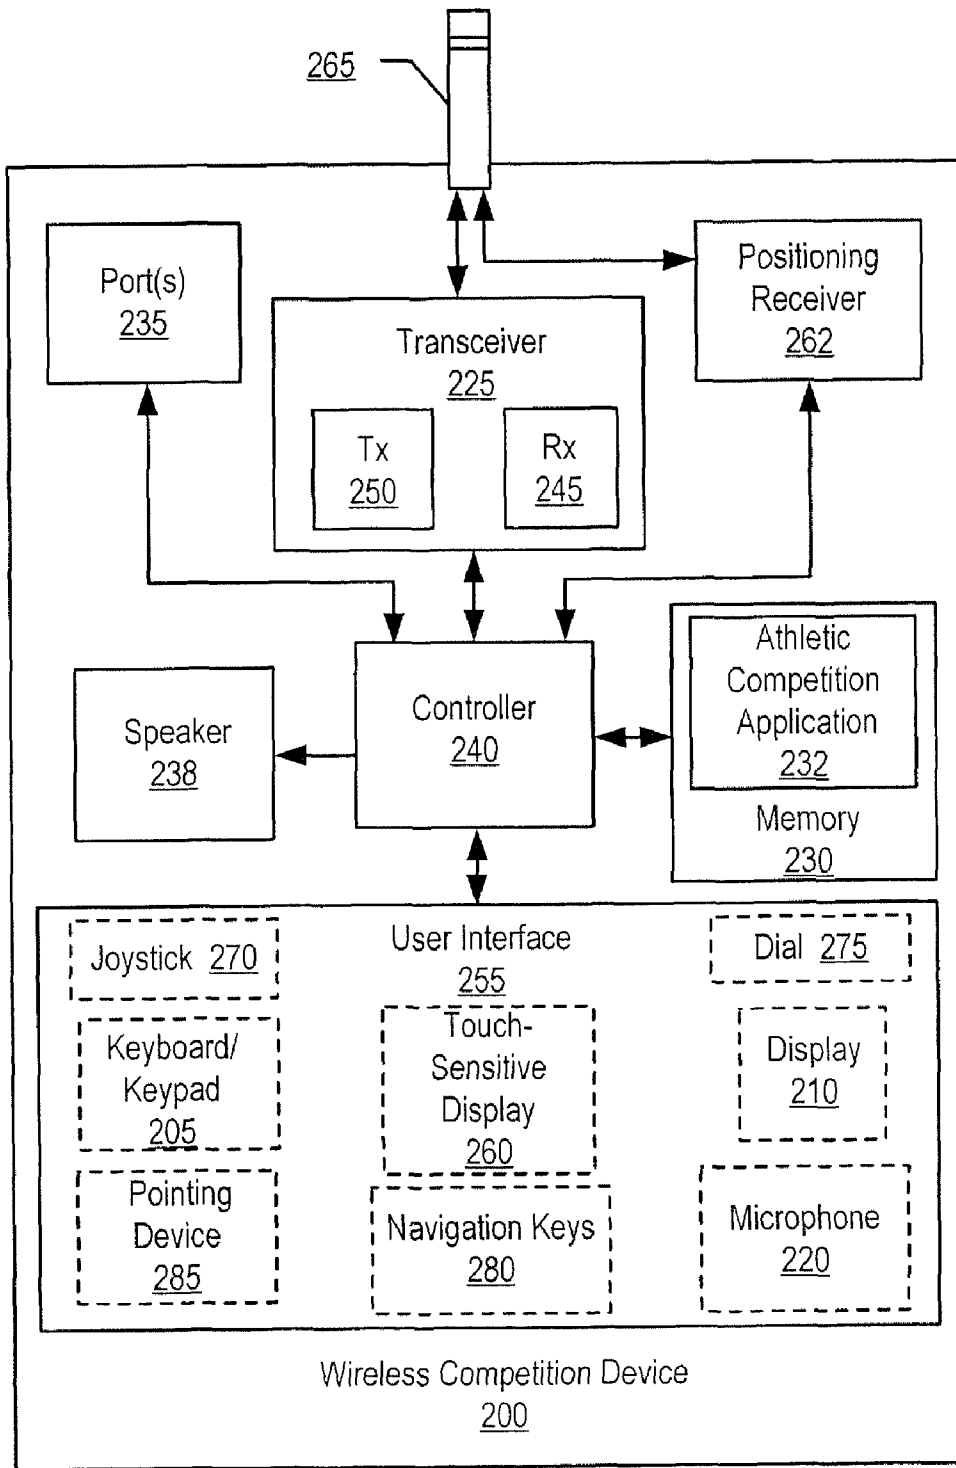 265
Port(s)
235
Positioning
Receiver
262
Transceiver
225
Tx
250
Rx
245
Speaker
238
Controller
240
Athletic
Competition
Application
232
Memory
230
User Interface
255
Joystick 270
Dial 275
Keyboard/
Keypad
205
Touch-
Sensitive
Display
260
Display
210
Pointing
Device
285
Navigation Keys
280
Microphone
220
Wireless Competition Device
200